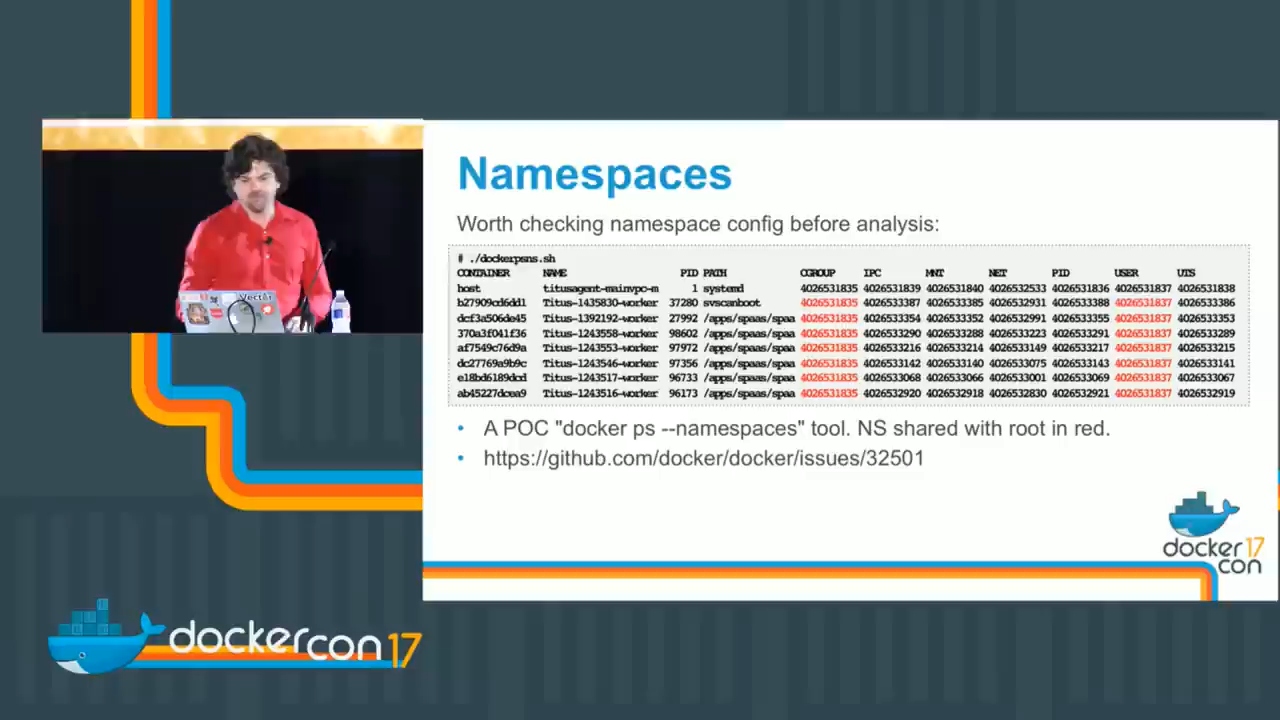 Namespaces
Worth checking namespace config before analysis:
# ./dockerpsns.sh
CONTAINER NAME PID PATH CGROUP IPC MNT NET PID USER UTS
host titusagent-mainvpc-m 1 systemd 4026531835 4026531839 4026531840 4026532533 4026531836 4026531837 4026531838
b27909cd6dd1 Titus-1435830-worker 37280 svscanboot 4026531835 4026533387 4026533385 4026532931 4026533388 4026531837 4026533386
dcf3a506de45 Titus-1392192-worker 27992 /apps/spaas/spaa 4026531835 4026533354 4026533352 4026532991 4026533355 4026531837 4026533353
370a3f041f36 Titus-1243558-worker 98602 /apps/spaas/spaa 4026531835 4026533290 4026533288 4026533223 4026533291 4026531837 4026533289
af7549c76d9a Titus-1243553-worker 97972 /apps/spaas/spaa 4026531835 4026533216 4026533214 4026533149 4026533217 4026531837 4026533215
dc27769a9b9c Titus-1243546-worker 97356 /apps/spaas/spaa 4026531835 4026533142 4026533140 4026533075 4026533143 4026531837 4026533141
e18bd6189dcd Titus-1243517-worker 96733 /apps/spaas/spaa 4026531835 4026533068 4026533066 4026533001 4026533069 4026531837 4026533067
ab45227dcea9 Titus-1243516-worker 96173 /apps/spaas/spaa 4026531835 4026532920 4026532918 4026532830 4026532921 4026531837 4026532919
• A POC "docker ps --namespaces" tool. NS shared with root in red.
• https://github.com/docker/docker/issues/32501
Vector
docker 17
con
dockercon 17